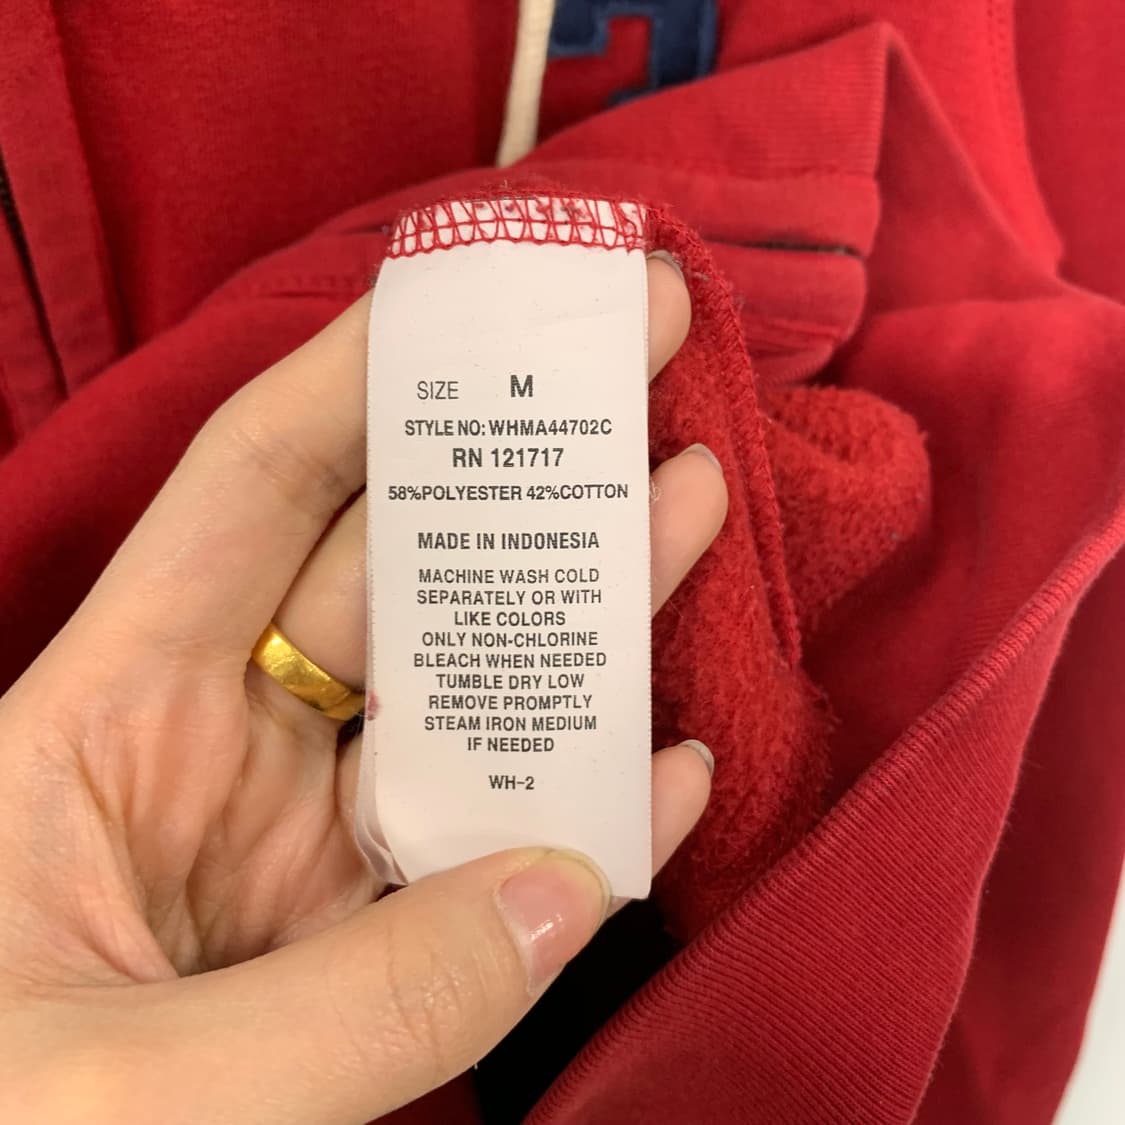 SIZE M
STYLE NO: WHMA44702C
RN 121717
58%POLYESTER 42%COTTON
MADE IN INDONESIA
MACHINE WASH COLD
SEPARATELY OR WITH
LIKE COLORS
ONLY NON-CHLORINE
BLEACH WHEN NEEDED
TUMBLE DRY LOW
REMOVE PROMPTLY
STEAM IRON MEDIUM
IF NEEDED
WH-2